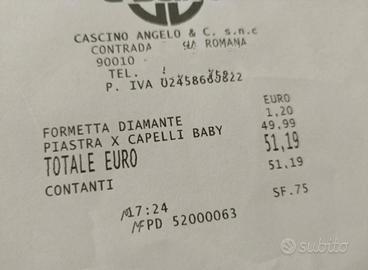 CASCINO ANGELO & C. s.n.c
CONTRADA ROMANA
90010 -
TEL.
P. IVA 02458660822
EURO
FORMETTA DIAMANTE 1,20
PIASTRA X CAPELLI BABY 49,99
TOTALE EURO 51,19
CONTANTI 51,19
17:24 SF.75
MFPD 52000063
subito